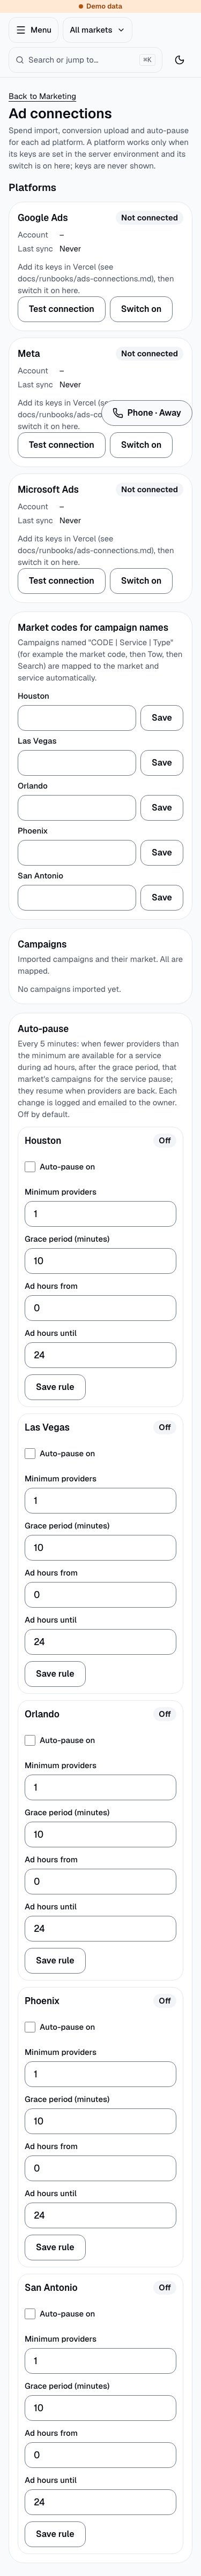 Demo data
Menu
All markets
Search or jump to...
⌘K
Back to Marketing
Ad connections
Spend import, conversion upload and auto-pause
for each ad platform. A platform works only when
its keys are set in the server environment and its
switch is on here; keys are never shown.
Platforms
Google Ads
Not connected
Account –
Last sync Never
Add its keys in Vercel (see
docs/runbooks/ads-connections.md), then
switch it on here.
Test connection
Switch on
Meta
Not connected
Account –
Last sync Never
Add its keys in Vercel (see
docs/runbooks/ads-co
switch it on here.
Phone · Away
Test connection
Switch on
Microsoft Ads
Not connected
Account –
Last sync Never
Add its keys in Vercel (see
docs/runbooks/ads-connections.md), then
switch it on here.
Test connection
Switch on
Market codes for campaign names
Campaigns named "CODE | Service | Type"
(for example the market code, then Tow, then
Search) are mapped to the market and
service automatically.
Houston
Save
Las Vegas
Save
Orlando
Save
Phoenix
Save
San Antonio
Save
Campaigns
Imported campaigns and their market. All are
mapped.
No campaigns imported yet.
Auto-pause
Every 5 minutes: when fewer providers than
the minimum are available for a service
during ad hours, after the grace period, that
market's campaigns for the service pause;
they resume when providers are back. Each
change is logged and emailed to the owner.
Off by default.
Houston
Off
Auto-pause on
Minimum providers
1
Grace period (minutes)
10
Ad hours from
0
Ad hours until
24
Save rule
Las Vegas
Off
Auto-pause on
Minimum providers
1
Grace period (minutes)
10
Ad hours from
0
Ad hours until
24
Save rule
Orlando
Off
Auto-pause on
Minimum providers
1
Grace period (minutes)
10
Ad hours from
0
Ad hours until
24
Save rule
Phoenix
Off
Auto-pause on
Minimum providers
1
Grace period (minutes)
10
Ad hours from
0
Ad hours until
24
Save rule
San Antonio
Off
Auto-pause on
Minimum providers
1
Grace period (minutes)
10
Ad hours from
0
Ad hours until
24
Save rule